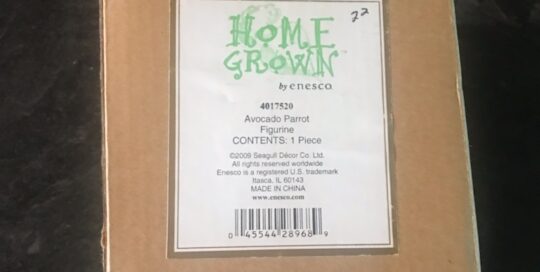 22
HOME
GROWN™
by enesco.
4017520
Avocado Parrot
Figurine
CONTENTS: 1 Piece
©2009 Seagull Décor Co. Ltd.
All rights reserved worldwide
Enesco is a registered U.S. trademark
Itasca, IL 60143
MADE IN CHINA
www.enesco.com
0 45544 28968 9